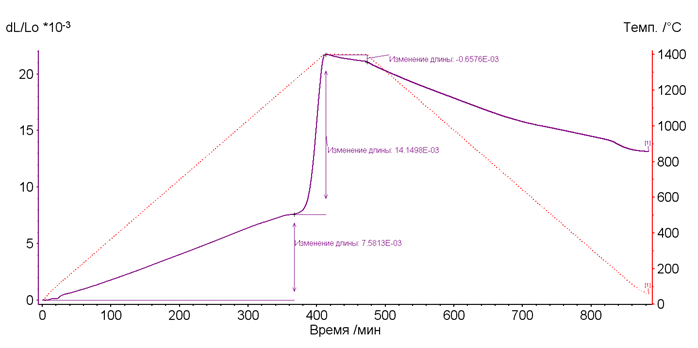 dL/Lo *10⁻³
Темп. /°C
Изменение длины: -0.6576E-03
Изменение длины: 14.1498E-03
Изменение длины: 7.5813E-03
[1]
[1]
20
15
10
5
0
1400
1200
1000
800
600
400
200
0
0 100 200 300 400 500 600 700 800
Время /мин